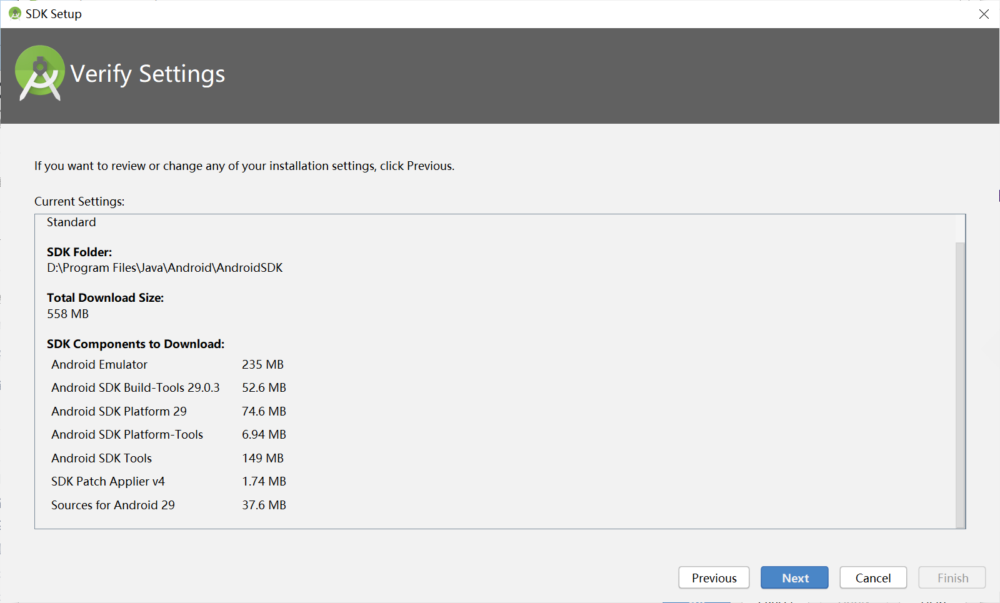 SDK Setup
Verify Settings
If you want to review or change any of your installation settings, click Previous.
Current Settings:
Standard
SDK Folder:
D:\Program Files\Java\Android\AndroidSDK
Total Download Size:
558 MB
SDK Components to Download:
Android Emulator 235 MB
Android SDK Build-Tools 29.0.3 52.6 MB
Android SDK Platform 29 74.6 MB
Android SDK Platform-Tools 6.94 MB
Android SDK Tools 149 MB
SDK Patch Applier v4 1.74 MB
Sources for Android 29 37.6 MB
Previous Next Cancel Finish